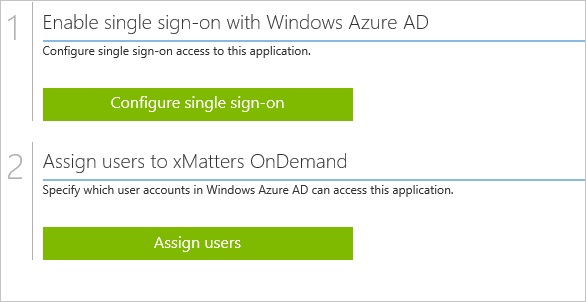 1
Enable single sign-on with Windows Azure AD
Configure single sign-on access to this application.
Configure single sign-on
2
Assign users to xMatters OnDemand
Specify which user accounts in Windows Azure AD can access this application.
Assign users